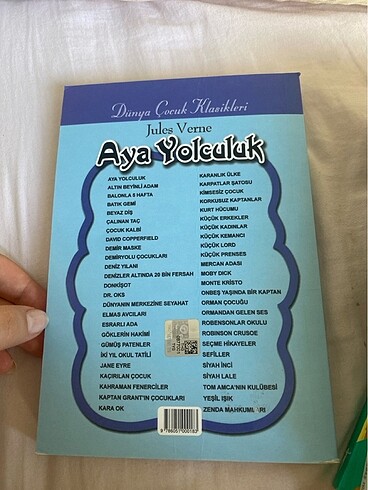 Dünya Çocuk Klasikleri
Jules Verne
Aya Yolculuk
AYA YOLCULUK
ALTIN BEYİNLİ ADAM
BALONLA 5 HAFTA
BATIK GEMİ
BEYAZ DİŞ
ÇALINAN TAÇ
ÇOCUK KALBİ
DAVID COPPERFIELD
DEMİR MASKE
DEMİRYOLU ÇOCUKLARI
DENİZ YILANI
DENİZLER ALTINDA 20 BİN FERSAH
DONKİŞOT
DR. OKS
DÜNYANIN MERKEZİNE SEYAHAT
ELMAS AVCILARI
ESRARLI ADA
GÖKLERİN HAKİMİ
GÜMÜŞ PATENLER
İKİ YIL OKUL TATİLİ
JANE EYRE
KAÇIRILAN ÇOCUK
KAHRAMAN FENERCİLER
KAPTAN GRANT'IN ÇOCUKLARI
KARA OK
KARANLIK ÜLKE
KARPATLAR ŞATOSU
KİMSESİZ ÇOCUK
KORKUSUZ KAPTANLAR
KURT HÜCUMU
KÜÇÜK ERKEKLER
KÜÇÜK KADINLAR
KÜÇÜK KEMANCI
KÜÇÜK LORD
KÜÇÜK PRENSES
MERCAN ADASI
MOBY DICK
MONTE KRİSTO
ONBEŞ YAŞINDA BİR KAPTAN
ORMAN ÇOCUĞU
ORMANDAN GELEN SES
ROBENSONLAR OKULU
ROBINSON CRUSOE
SEÇME HİKAYELER
SEFİLLER
SİYAH İNCİ
SİYAH LALE
TOM AMCA'NIN KULÜBESİ
YEŞİL IŞIK
ZENDA MAHKUMLARI